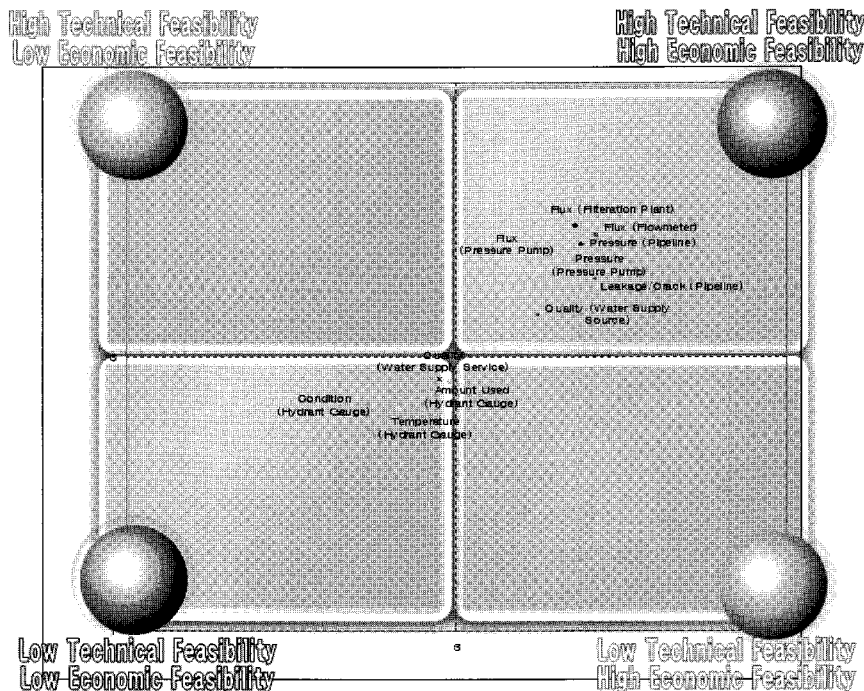 High Technical Feasibility
Low Economic Feasibility
High Technical Feasibility
High Economic Feasibility
Flux (Filteration Plant)
Flux (Flowmeter)
Flux
(Pressure Pump)
Pressure (Pipeline)
Pressure
(Pressure Pump)
Leakage/Crack (Pipeline)
Quality (Water Supply
Source)
Quality
(Water Supply Service)
Amount Used
(Hydrant Gauge)
Condition
(Hydrant Gauge)
Temperature
(Hydrant Gauge)
Low Technical Feasibility
Low Economic Feasibility
Low Technical Feasibility
High Economic Feasibility